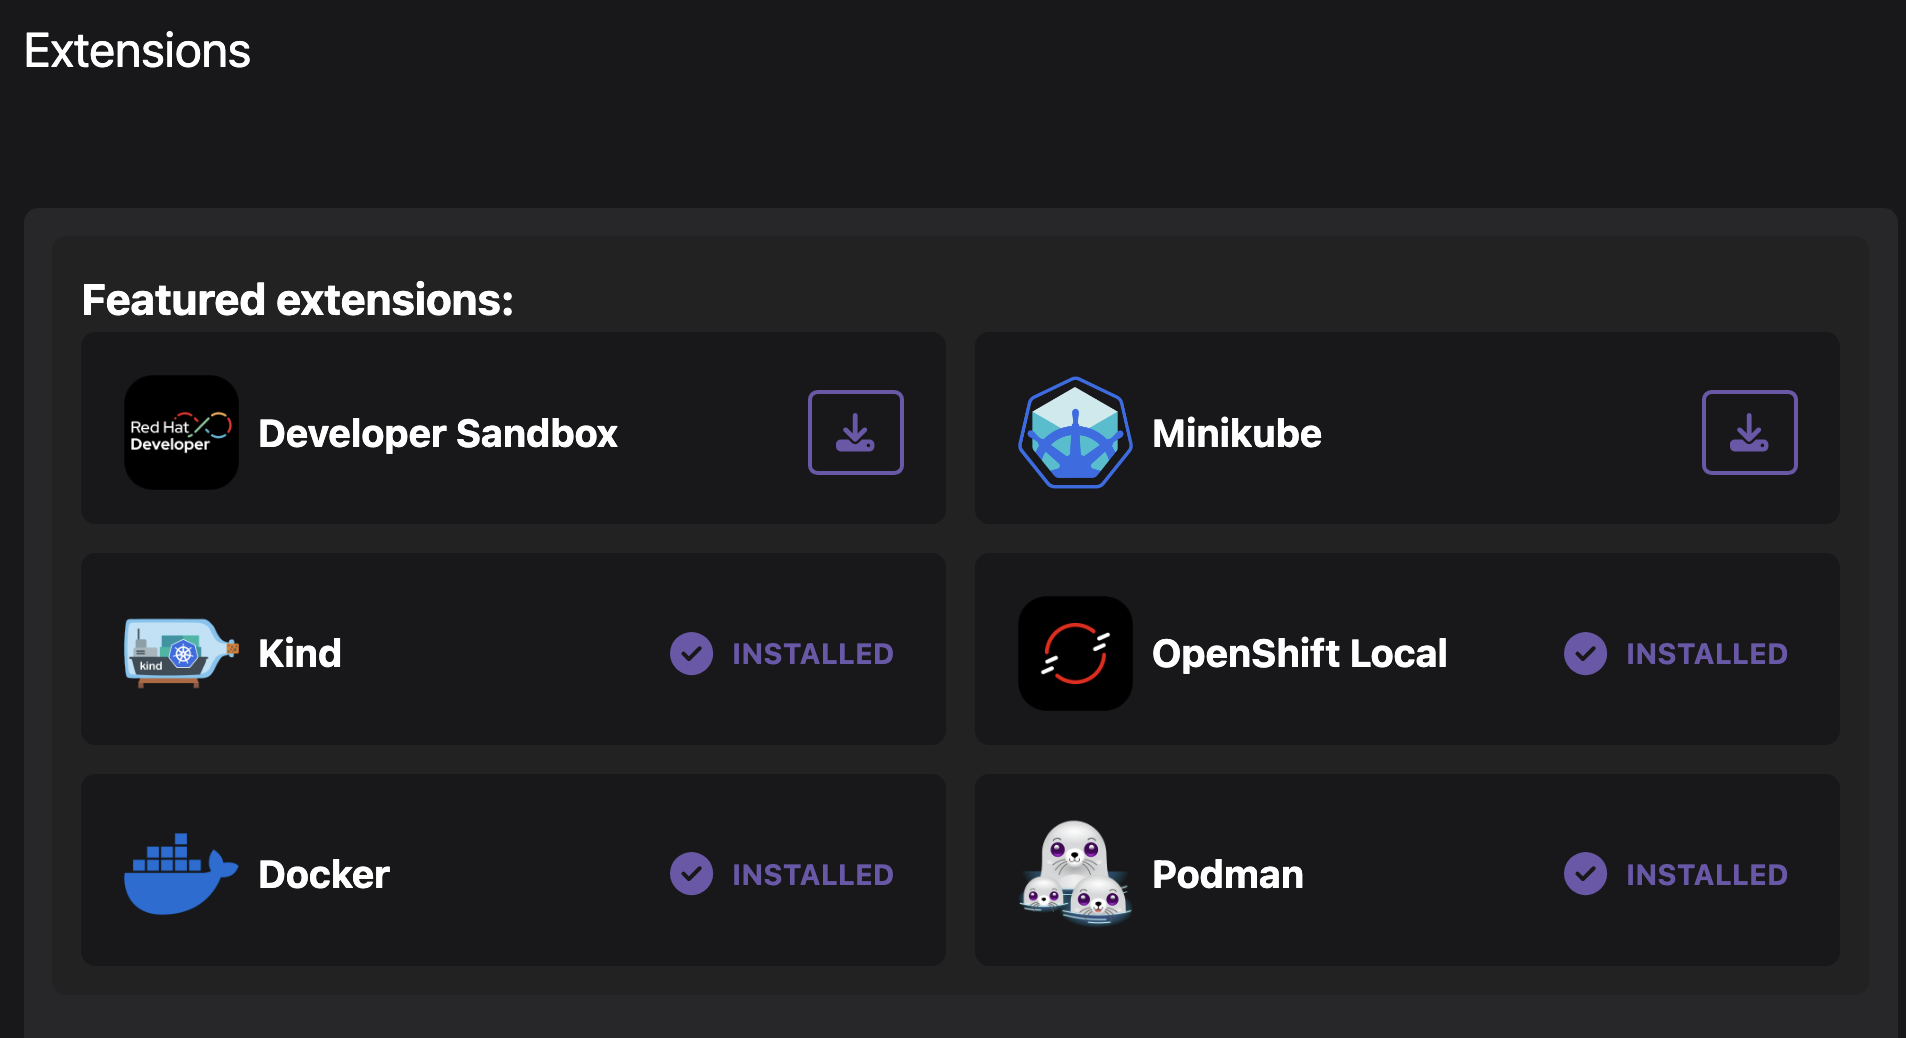 Extensions
Featured extensions:
Red Hat
Developer
Developer Sandbox
Minikube
kind
Kind
INSTALLED
OpenShift Local
INSTALLED
Docker
INSTALLED
Podman
INSTALLED